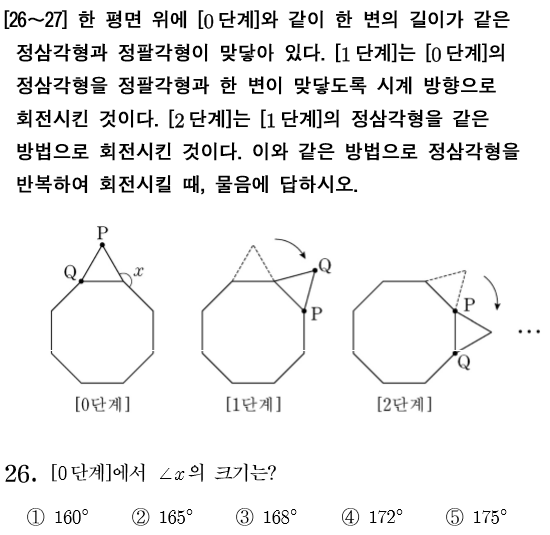 [26~27] 한 평면 위에 [0단계]와 같이 한 변의 길이가 같은
정삼각형과 정팔각형이 맞닿아 있다. [1단계]는 [0단계]의
정삼각형을 정팔각형과 한 변이 맞닿도록 시계 방향으로
회전시킨 것이다. [2단계]는 [1단계]의 정삼각형을 같은
방법으로 회전시킨 것이다. 이와 같은 방법으로 정삼각형을
반복하여 회전시킬 때, 물음에 답하시오.
P
Q x
Q
P
P
Q
…
[0단계] [1단계] [2단계]
26. [0단계]에서 ∠x의 크기는?
① 160° ② 165° ③ 168° ④ 172° ⑤ 175°